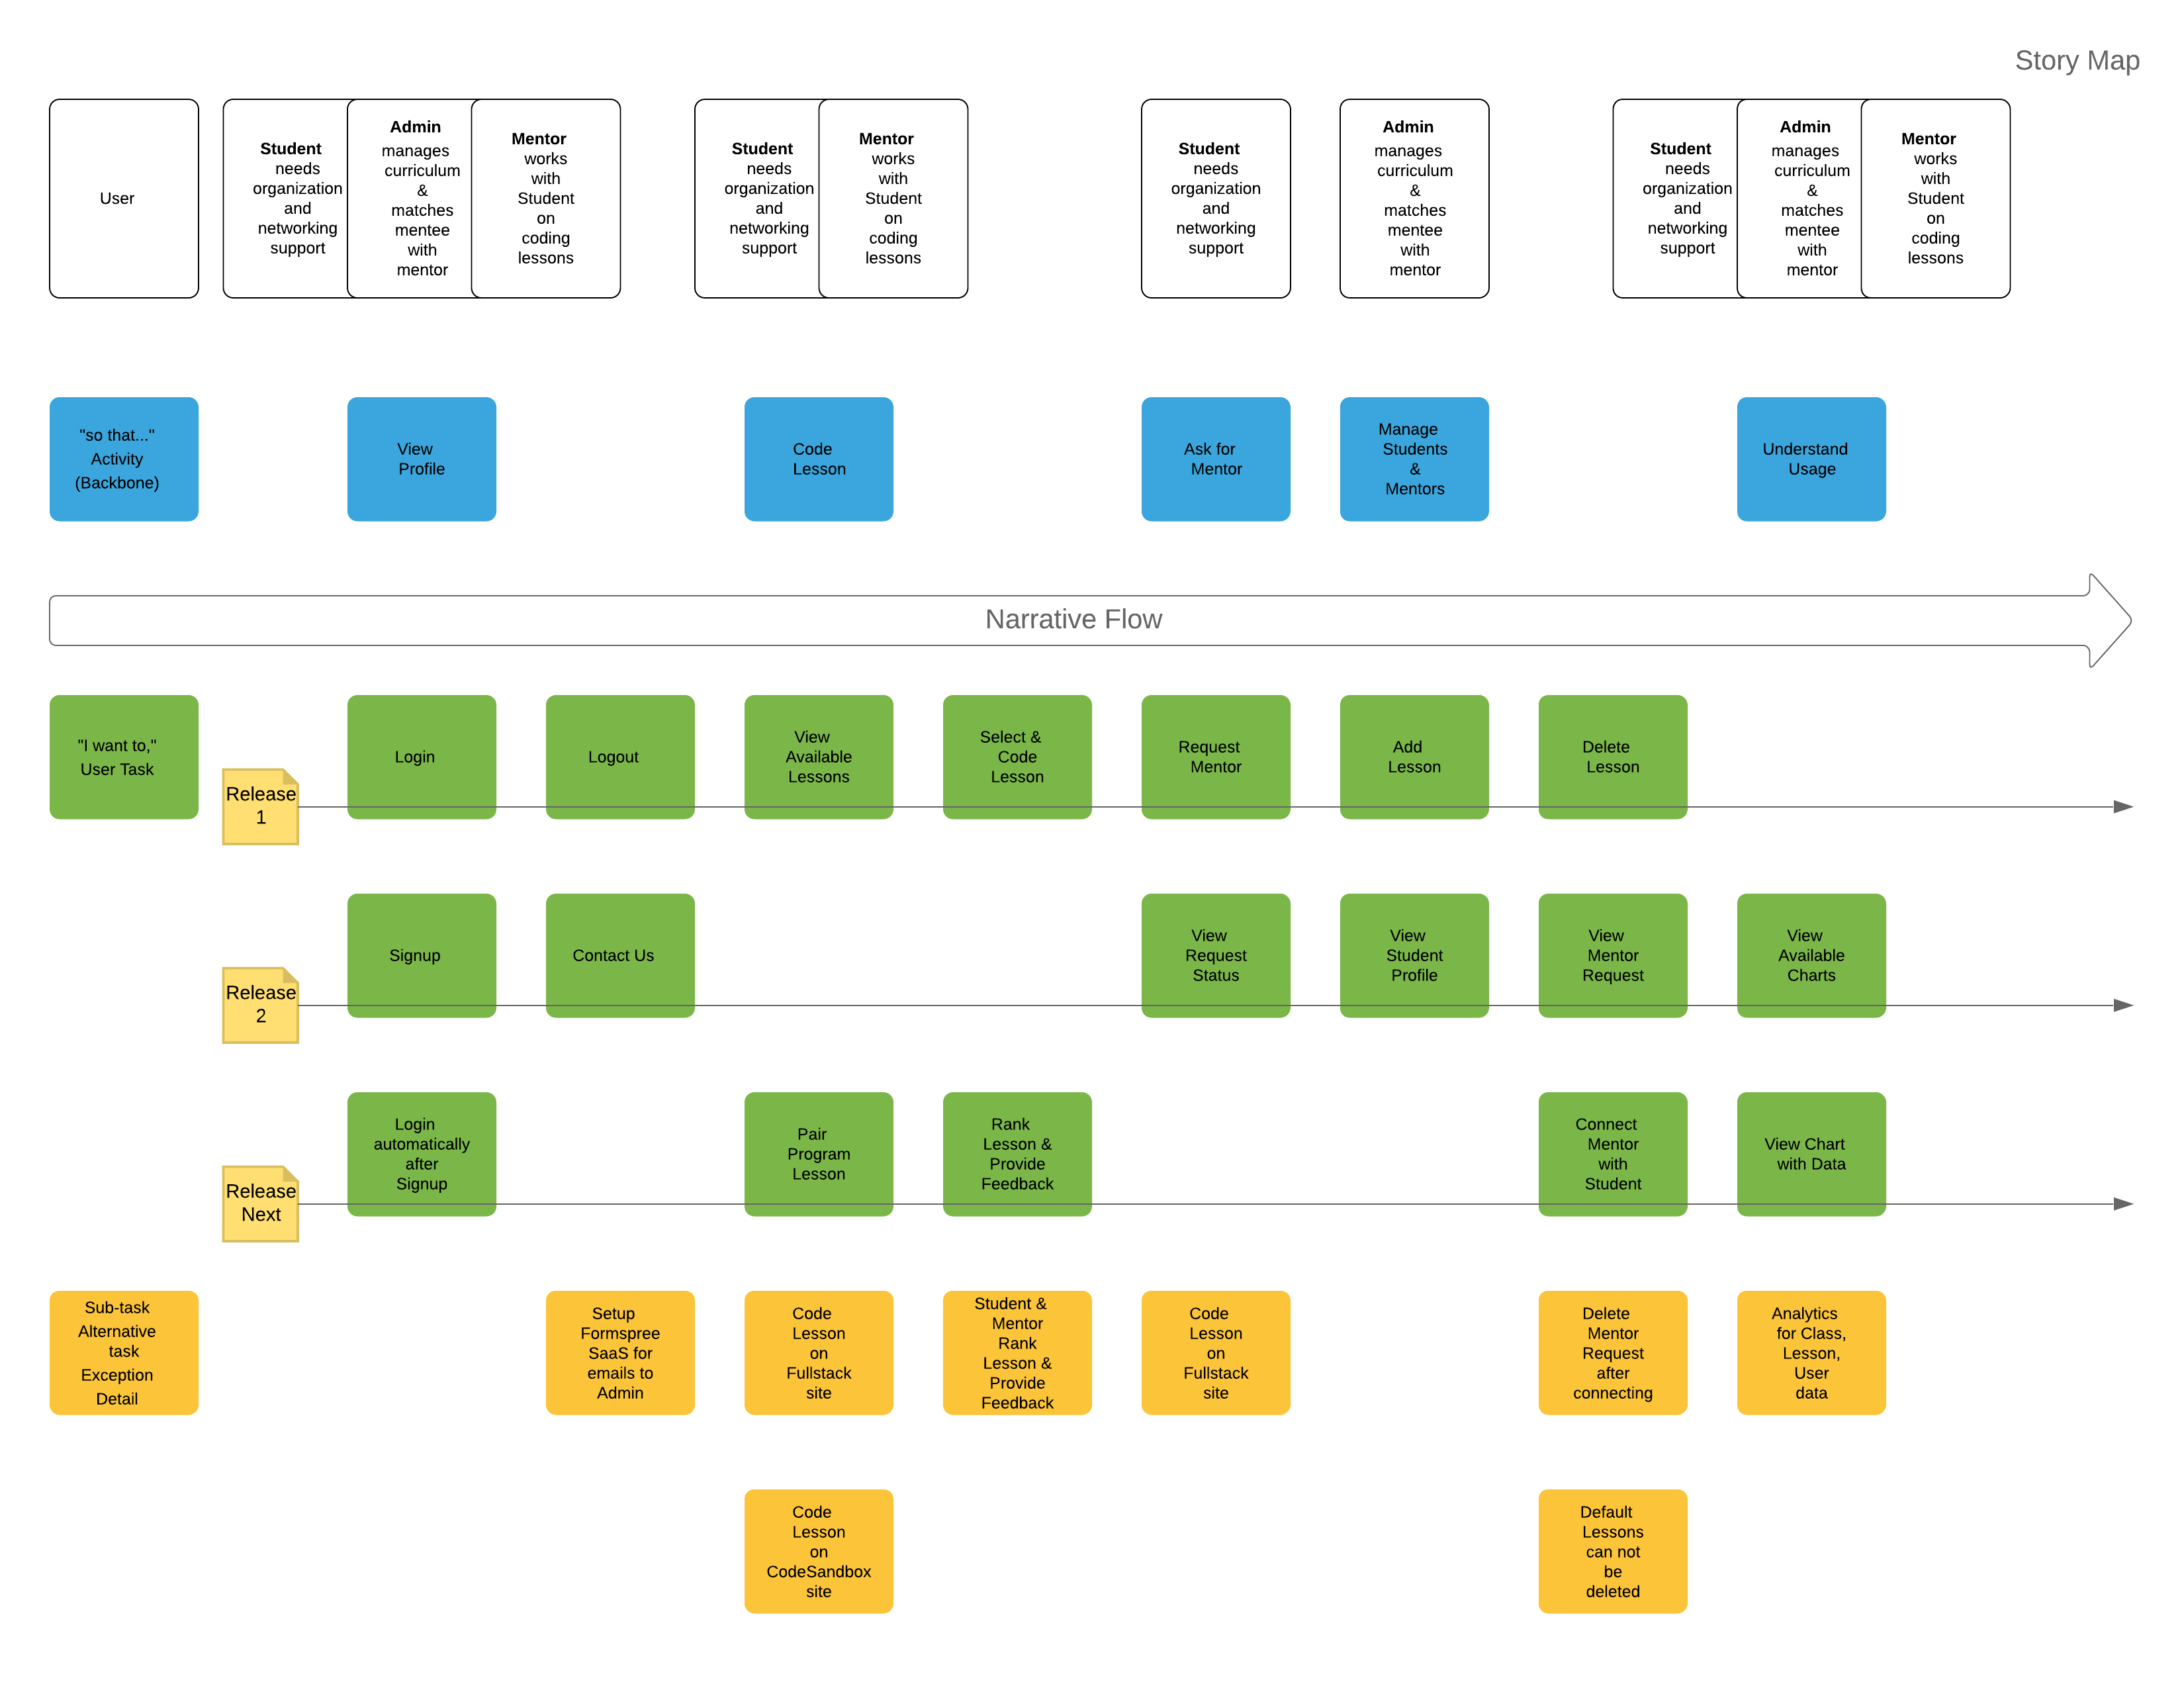 Story Map
User
Student
needs
organization
and
networking
support
Admin
manages
curriculum
&
matches
mentee
with
mentor
Mentor
works
with
Student
on
coding
lessons
Student
needs
organization
and
networking
support
Mentor
works
with
Student
on
coding
lessons
Student
needs
organization
and
networking
support
Admin
manages
curriculum
&
matches
mentee
with
mentor
Student
needs
organization
and
networking
support
Admin
manages
curriculum
&
matches
mentee
with
mentor
Mentor
works
with
Student
on
coding
lessons
"so that..."
Activity
(Backbone)
View
Profile
Code
Lesson
Ask for
Mentor
Manage
Students
&
Mentors
Understand
Usage
Narrative Flow
"I want to,"
User Task
Release
1
Login
Logout
View
Available
Lessons
Select &
Code
Lesson
Request
Mentor
Add
Lesson
Delete
Lesson
Release
2
Signup
Contact Us
View
Request
Status
View
Student
Profile
View
Mentor
Request
View
Available
Charts
Release
Next
Login
automatically
after
Signup
Pair
Program
Lesson
Rank
Lesson &
Provide
Feedback
Connect
Mentor
with
Student
View Chart
with Data
Sub-task
Alternative
task
Exception
Detail
Setup
Formspree
SaaS for
emails to
Admin
Code
Lesson
on
Fullstack
site
Student &
Mentor
Rank
Lesson &
Provide
Feedback
Code
Lesson
on
Fullstack
site
Delete
Mentor
Request
after
connecting
Analytics
for Class,
Lesson,
User
data
Code
Lesson
on
CodeSandbox
site
Default
Lessons
can not
be
deleted